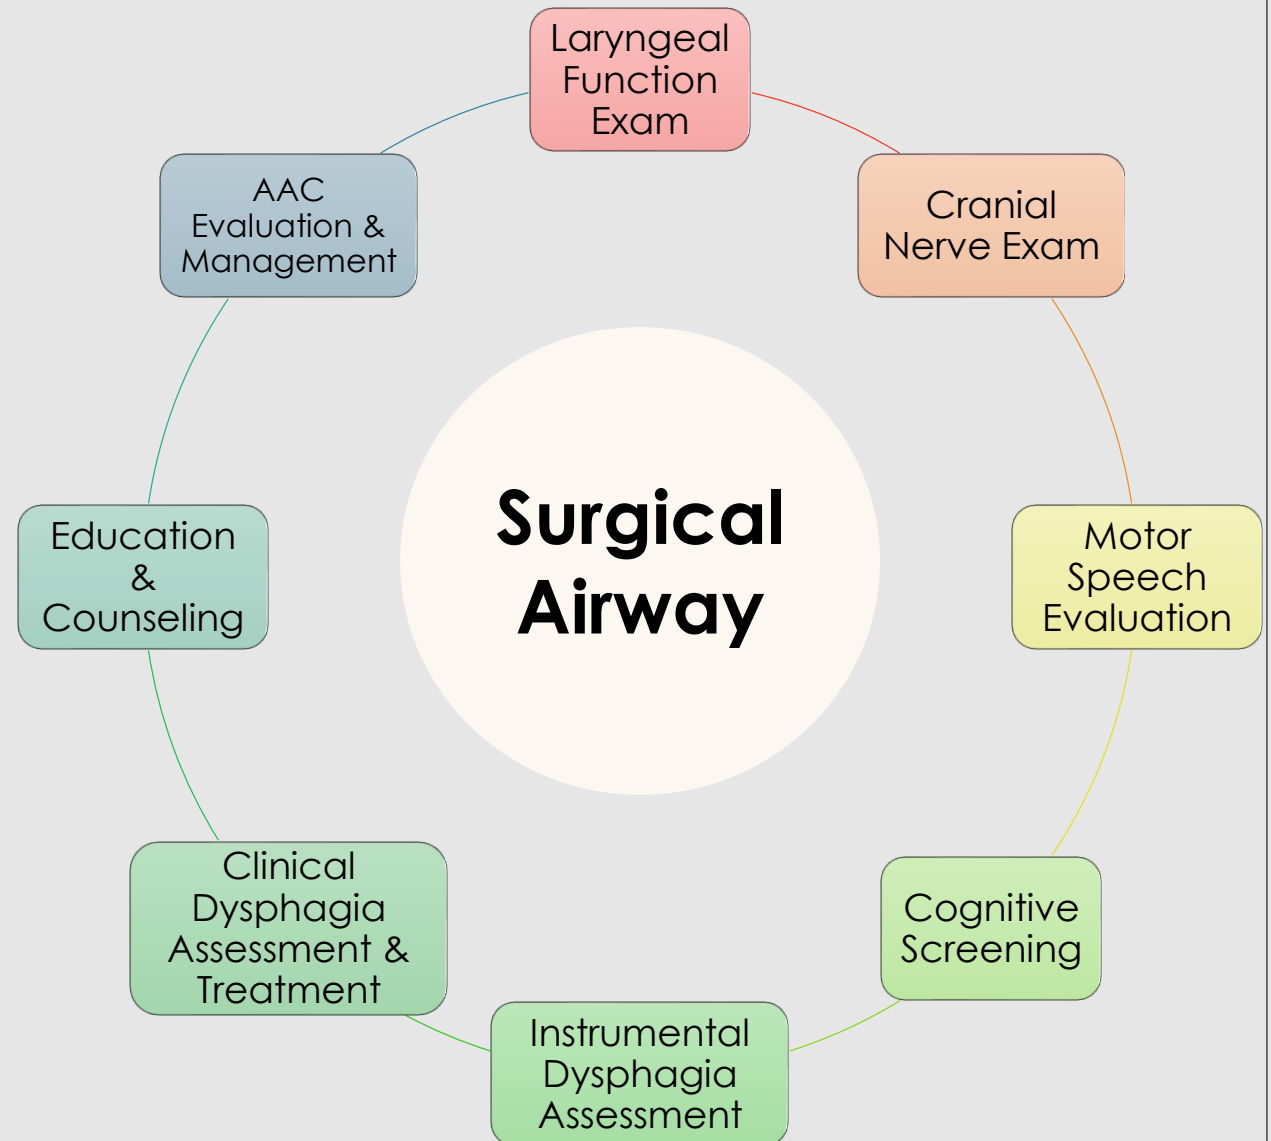 Laryngeal
Function
Exam
Cranial
Nerve Exam
Motor
Speech
Evaluation
Cognitive
Screening
Instrumental
Dysphagia
Assessment
Clinical
Dysphagia
Assessment &
Treatment
Education
&
Counseling
AAC
Evaluation &
Management
Surgical
Airway